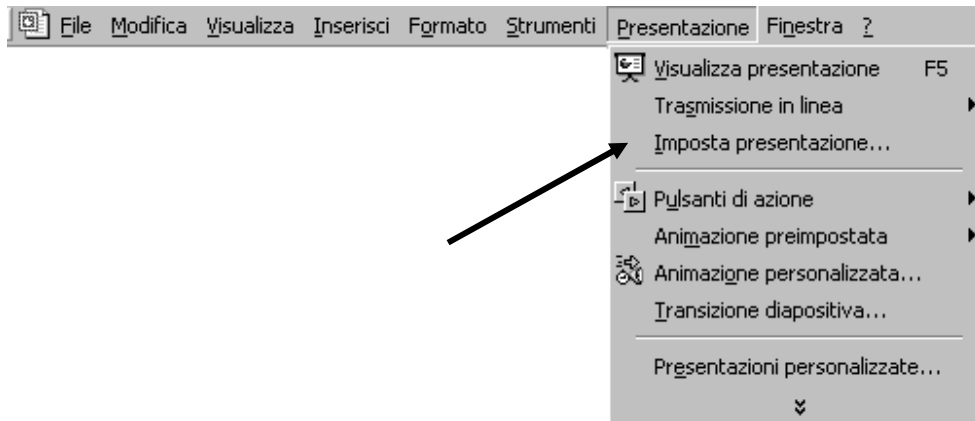 File Modifica Visualizza Inserisci Formato Strumenti Presentazione Finestra ?
Visualizza presentazione F5
Trasmissione in linea
Imposta presentazione...
Pulsanti di azione
Animazione preimpostata
Animazione personalizzata...
Transizione diapositiva...
Presentazioni personalizzate...